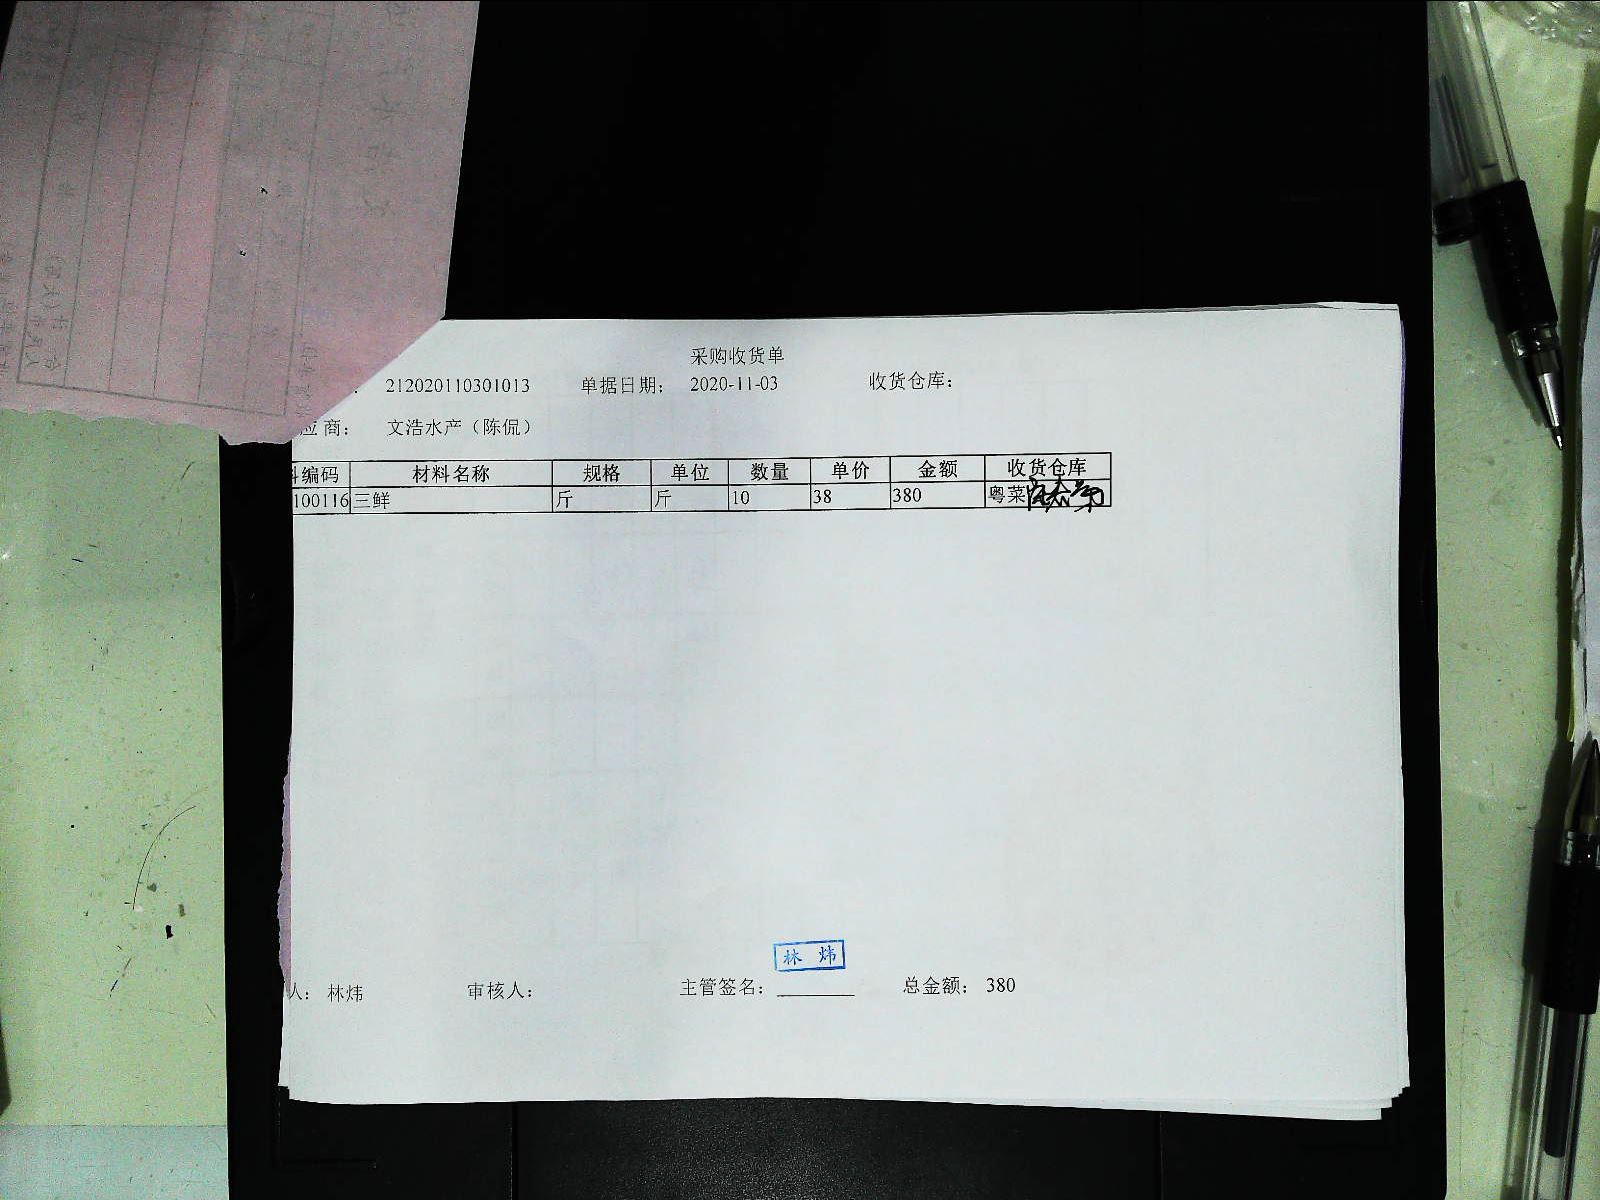 采购收货单
212020110301013 单据日期: 2020-11-03 收货仓库:
应商: 文浩水产（陈侃）
编码 材料名称 规格 单位 数量 单价 金额 收货仓库
100116 三鲜 斤 斤 10 38 380 粤菜
林炜
人: 林炜 审核人: 主管签名: 总金额: 380